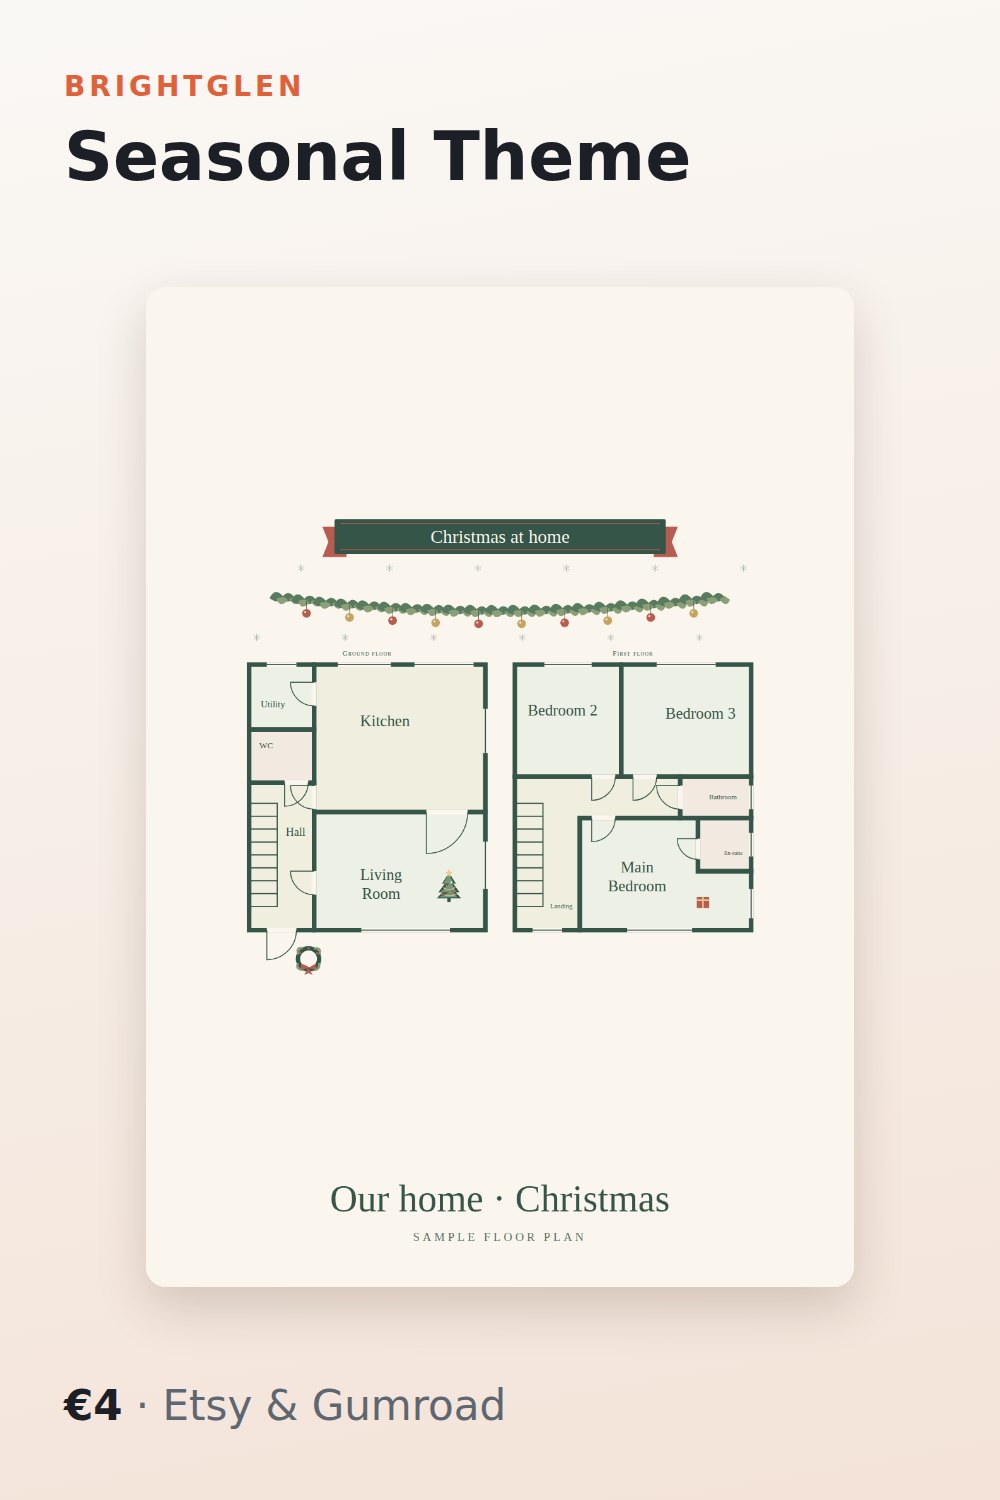 BRIGHTGLEN
Seasonal Theme
Christmas at home
GROUND FLOOR
FIRST FLOOR
Utility
Kitchen
Bedroom 2
Bedroom 3
WC
Bathroom
Hall
En-suite
Living
Room
Main
Bedroom
Landing
Our home · Christmas
SAMPLE FLOOR PLAN
€4 · Etsy & Gumroad